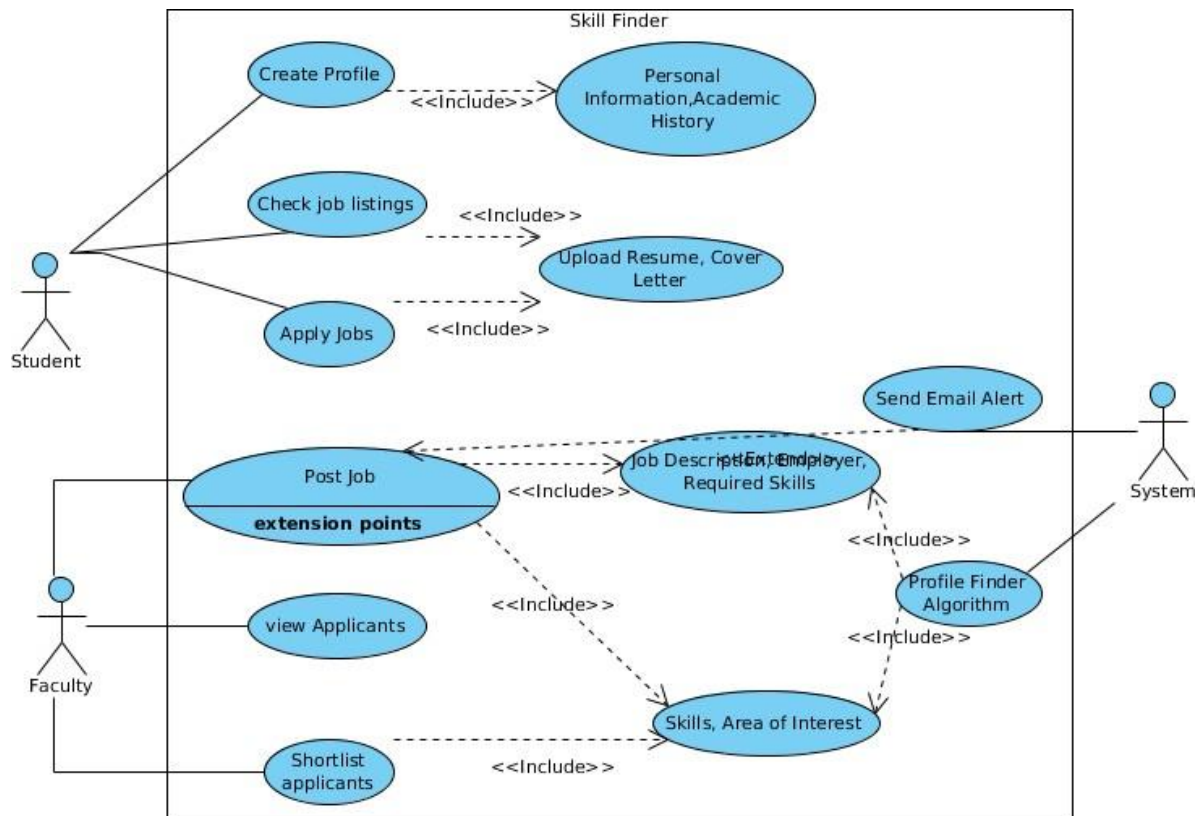 Skill Finder
Create Profile
<<Include>>
Personal
Information,Academic
History
Check job listings
<<Include>>
Upload Resume, Cover
Letter
Apply Jobs
<<Include>>
Student
Send Email Alert
System
Post Job
extension points
<<Include>>
Job Description, Employer,
Required Skills
<<Extend>>
<<Include>>
Profile Finder
Algorithm
<<Include>>
<<Include>>
view Applicants
Faculty
Skills, Area of Interest
Shortlist
applicants
<<Include>>